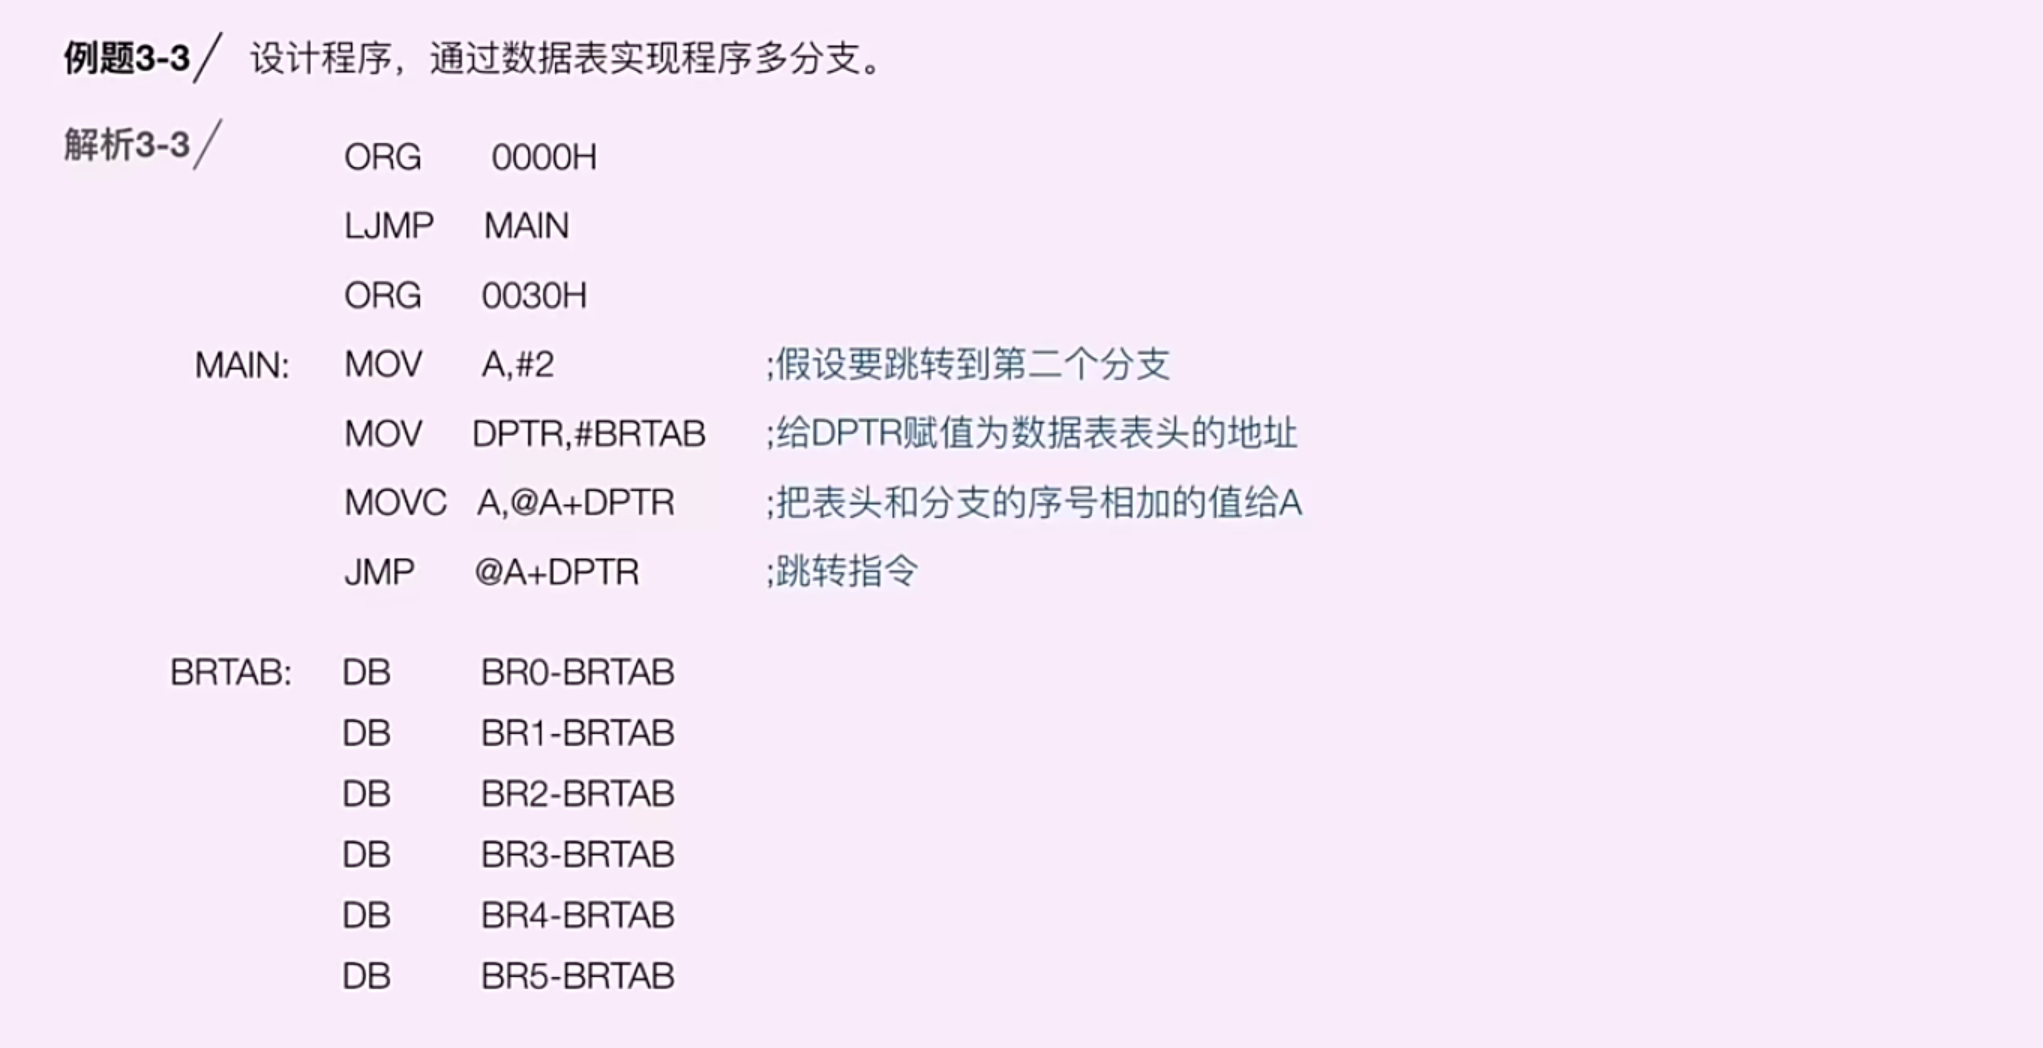 例题3-3/ 设计程序，通过数据表实现程序多分支。
解析3-3/ ORG 0000H
LJMP MAIN
ORG 0030H
MAIN: MOV A,#2 ;假设要跳转到第二个分支
MOV DPTR,#BRTAB ;给DPTR赋值为数据表表头的地址
MOVC A,@A+DPTR ;把表头和分支的序号相加的值给A
JMP @A+DPTR ;跳转指令
BRTAB: DB BR0-BRTAB
DB BR1-BRTAB
DB BR2-BRTAB
DB BR3-BRTAB
DB BR4-BRTAB
DB BR5-BRTAB